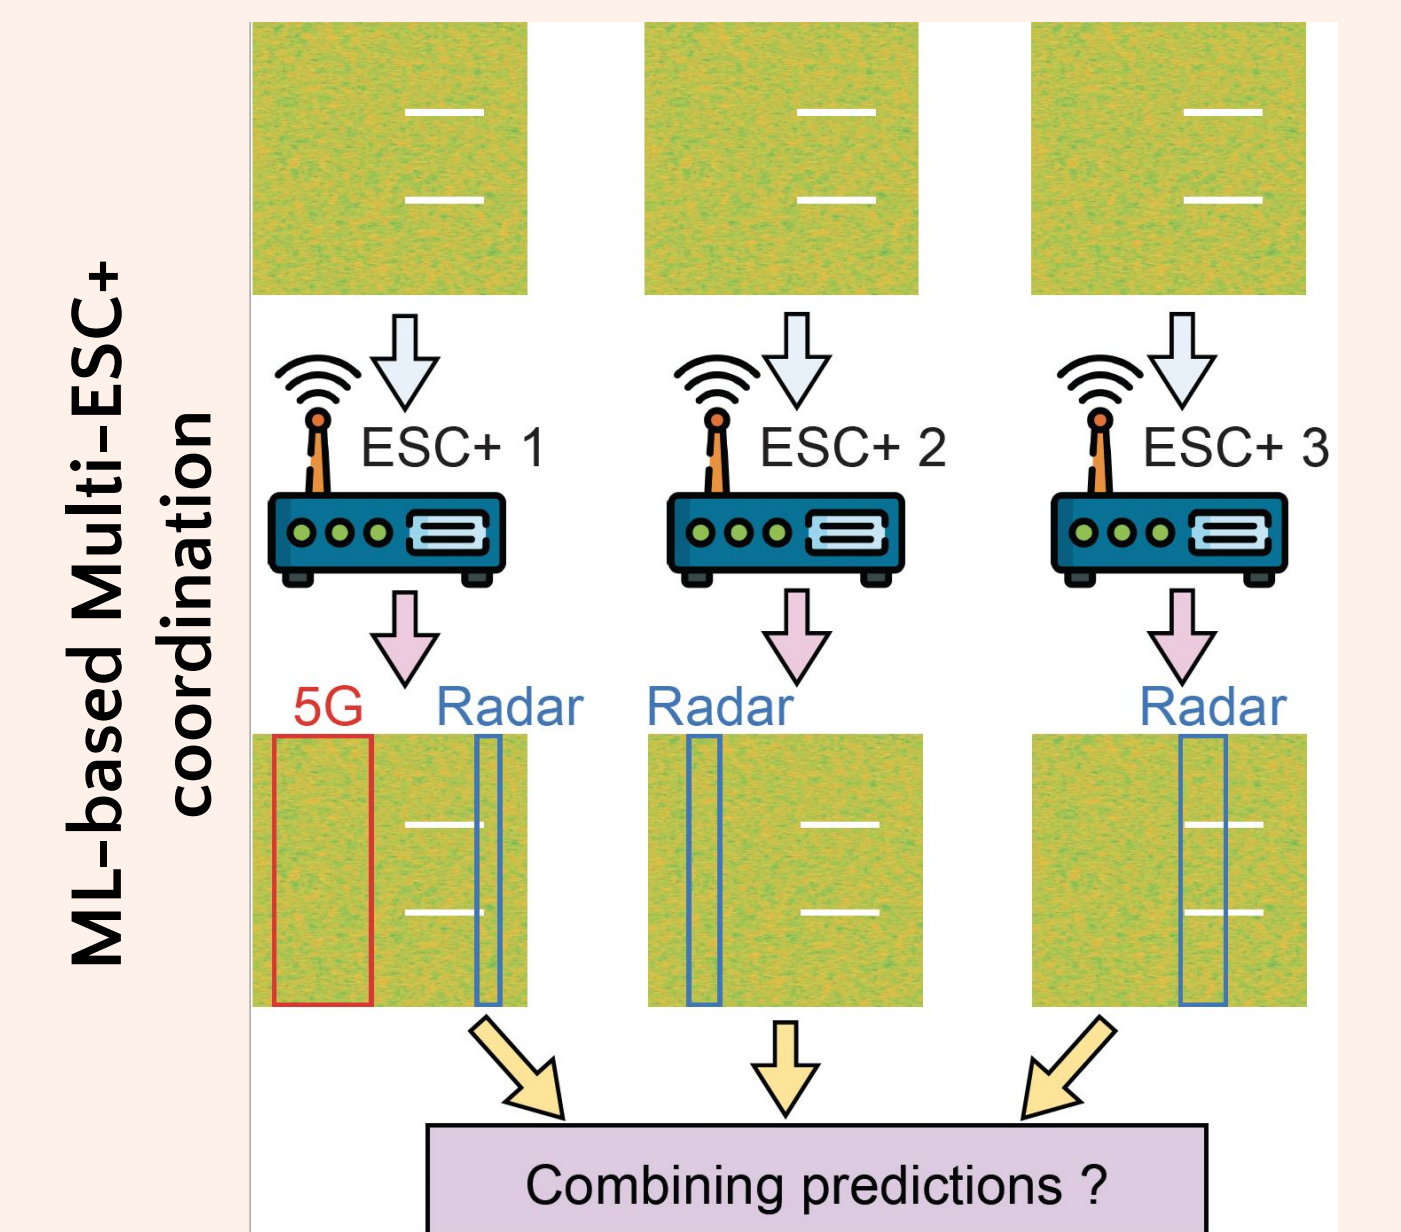 ML-based Multi-ESC+
coordination
ESC+ 1
ESC+ 2
ESC+ 3
5G
Radar
Radar
Radar
Combining predictions ?